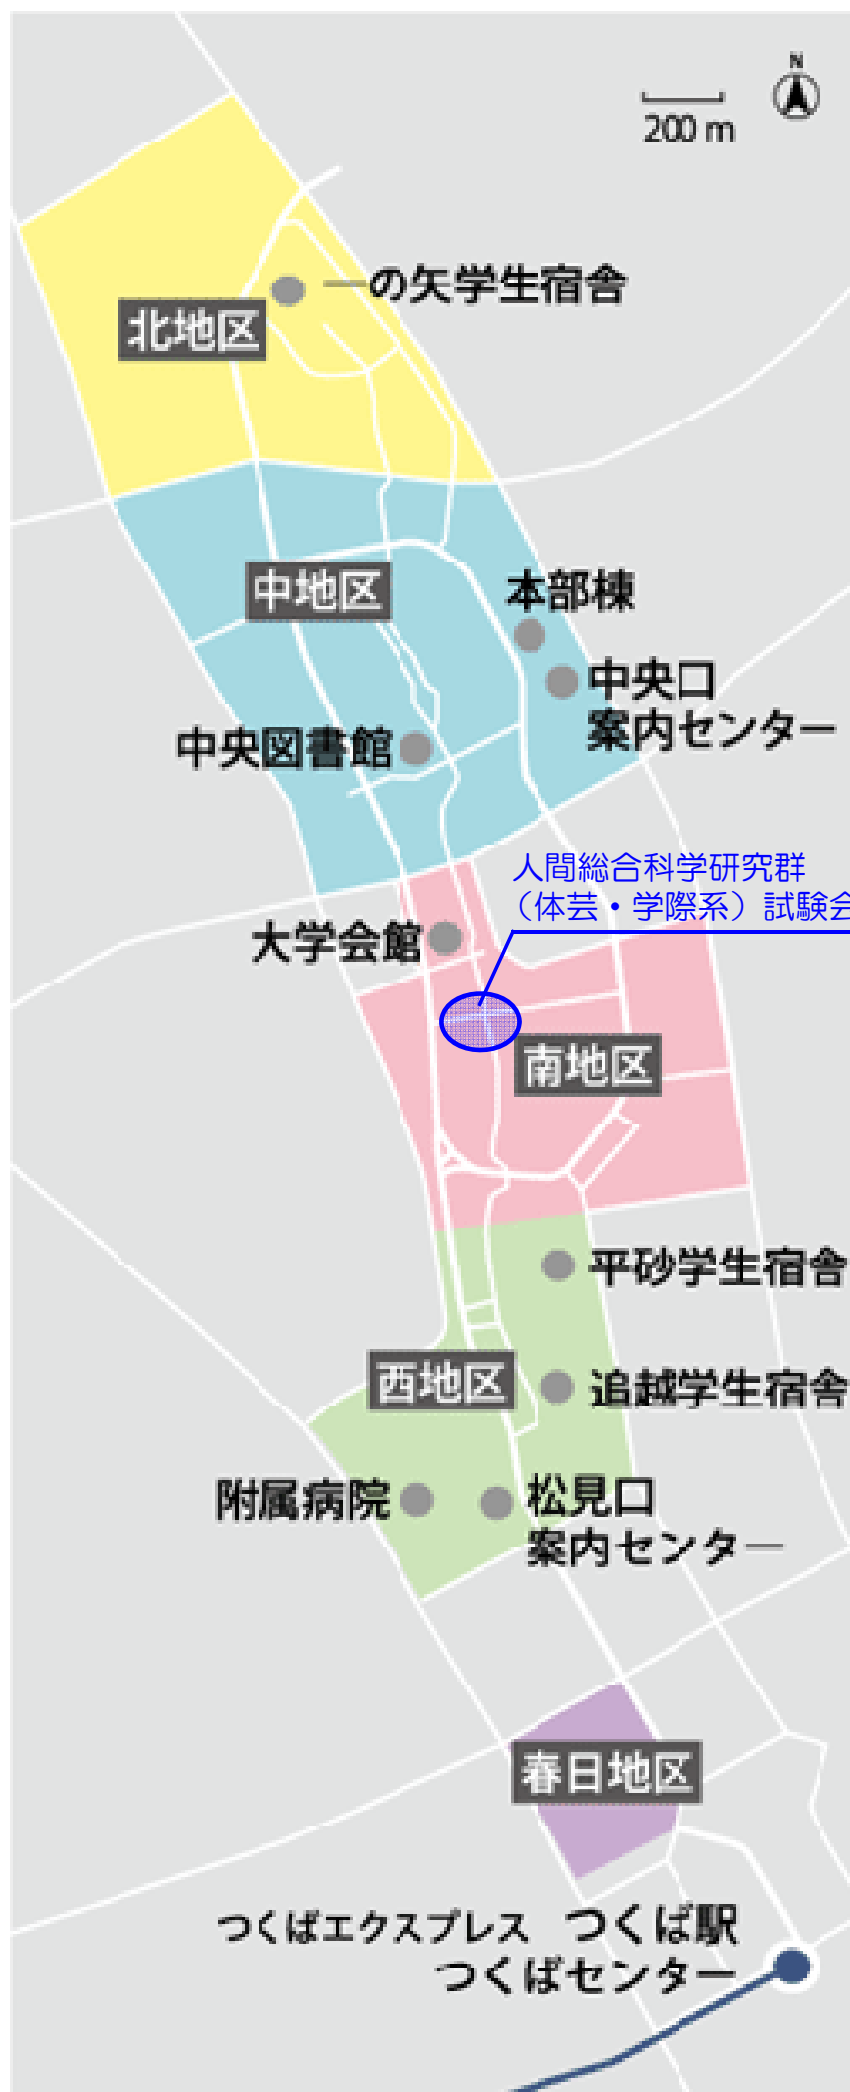 N
200 m
一の矢学生宿舎
北地区
中地区
本部棟
中央口
案内センター
中央図書館
人間総合科学研究群
（体芸・学際系）試験会
大学会館
南地区
平砂学生宿舎
西地区
追越学生宿舎
附属病院
松見口
案内センター
春日地区
つくばエクスプレス つくば駅
つくばセンター